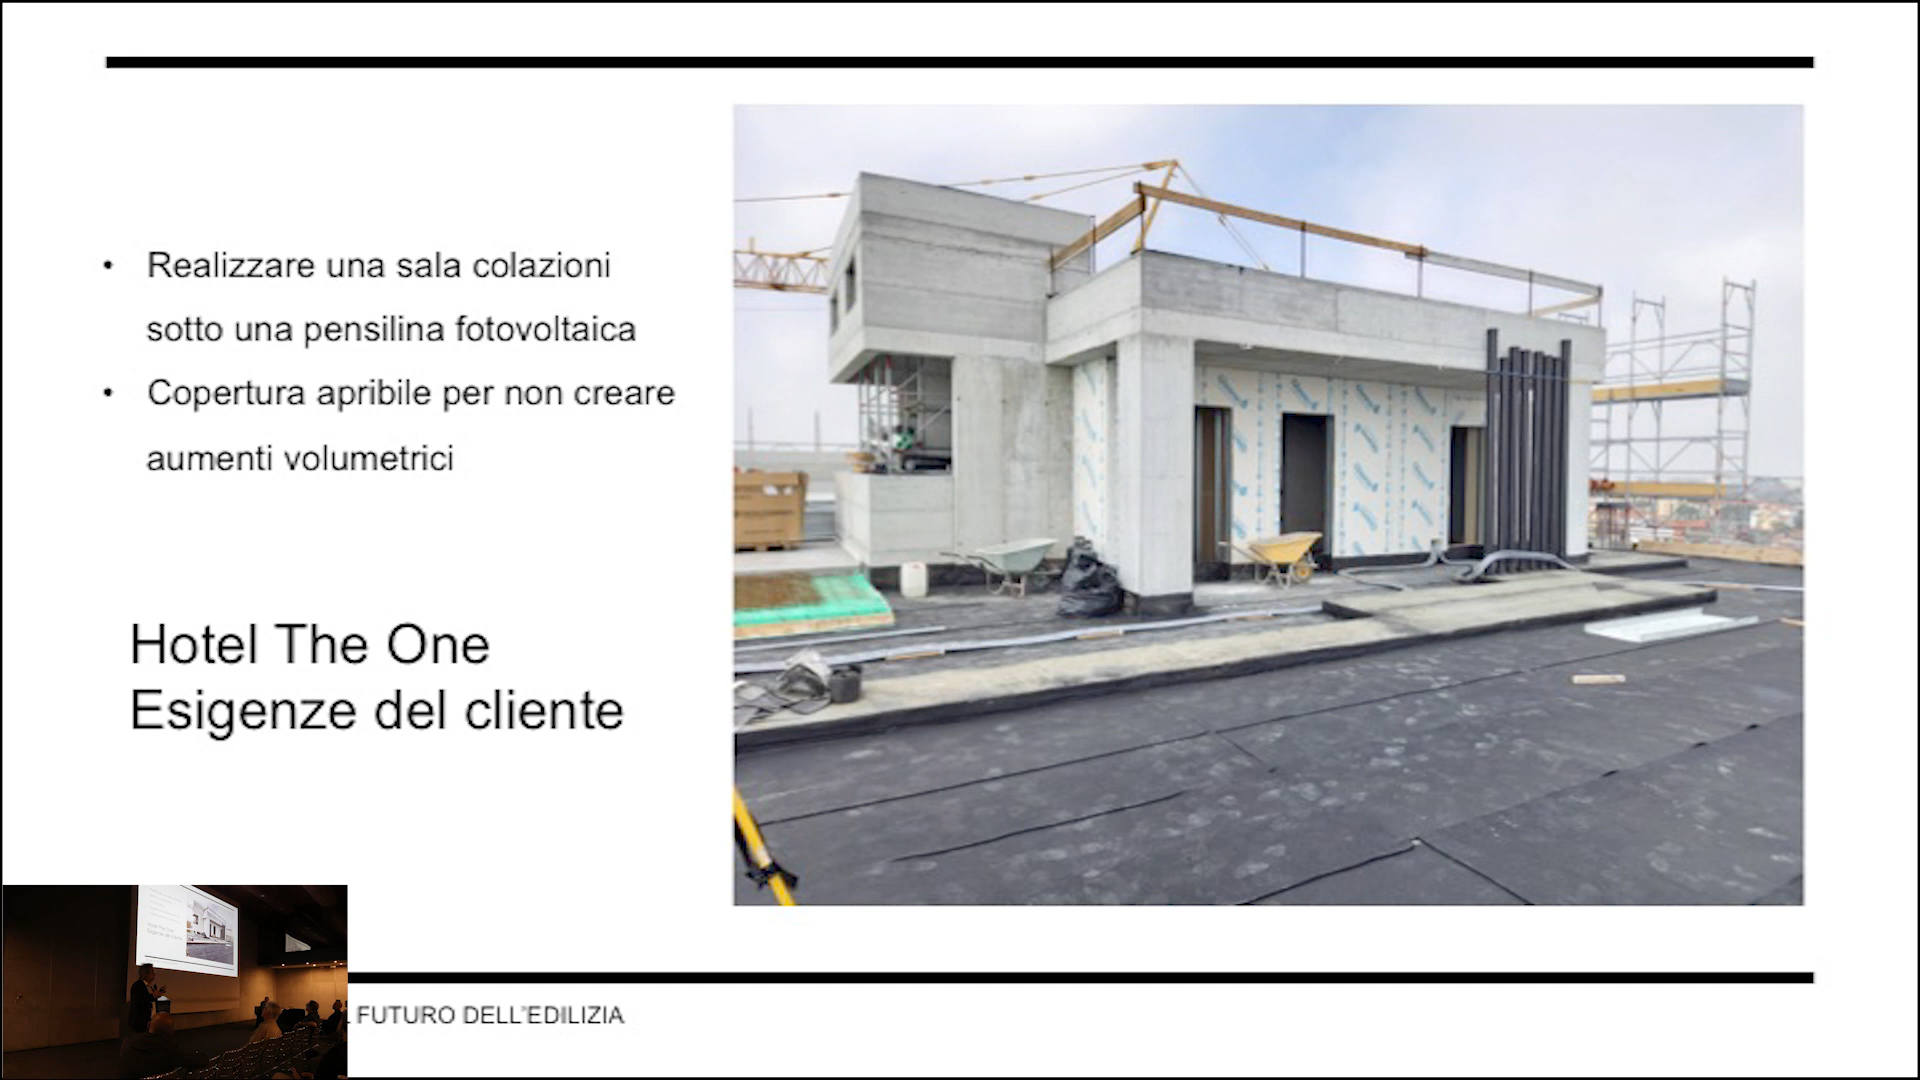 • Realizzare una sala colazioni
sotto una pensilina fotovoltaica
• Copertura apribile per non creare
aumenti volumetrici
Hotel The One
Esigenze del cliente
FUTURO DELL'EDILIZIA